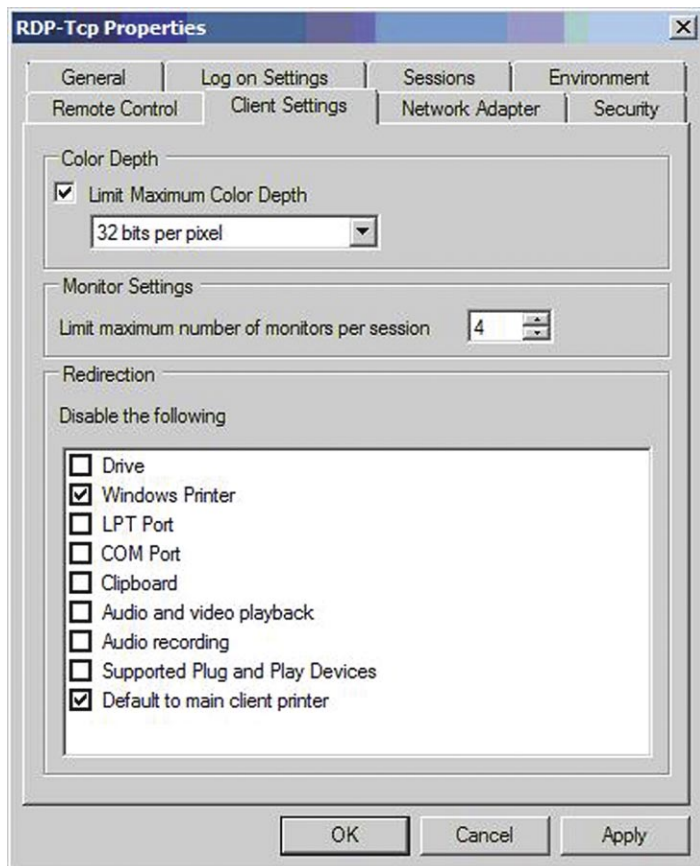 RDP-Tcp Properties
General Log on Settings Sessions Environment
Remote Control Client Settings Network Adapter Security
Color Depth
Limit Maximum Color Depth
32 bits per pixel
Monitor Settings
Limit maximum number of monitors per session 4
Redirection
Disable the following
Drive
Windows Printer
LPT Port
COM Port
Clipboard
Audio and video playback
Audio recording
Supported Plug and Play Devices
Default to main client printer
OK Cancel Apply